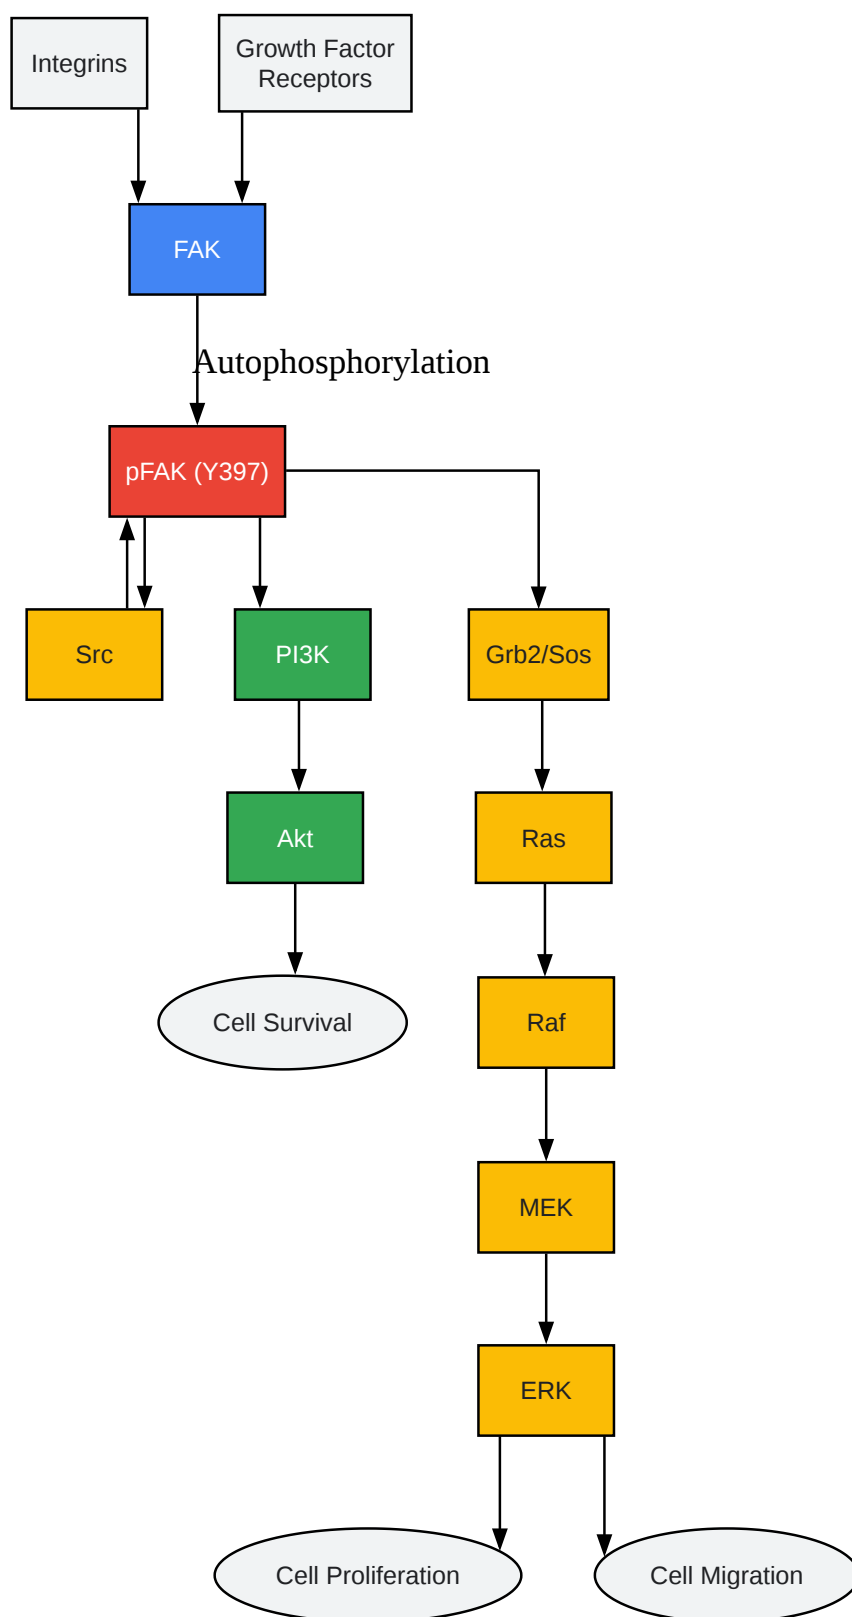 Integrins
Growth Factor
Receptors
FAK
Autophosphorylation
pFAK (Y397)
Src
PI3K
Grb2/Sos
Akt
Ras
Cell Survival
Raf
MEK
ERK
Cell Proliferation
Cell Migration